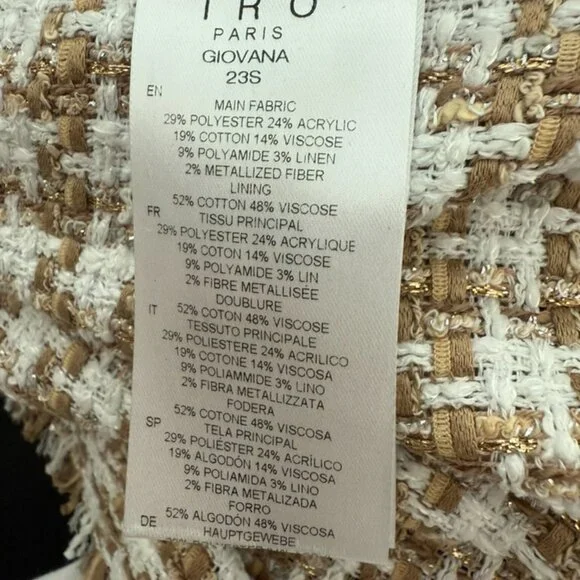 IRO
PARIS
GIOVANA
23S
EN
MAIN FABRIC
29% POLYESTER 24% ACRYLIC
19% COTTON 14% VISCOSE
9% POLYAMIDE 3% LINEN
2% METALLIZED FIBER
LINING
52% COTTON 48% VISCOSE
FR
TISSU PRINCIPAL
29% POLYESTER 24% ACRYLIQUE
19% COTON 14% VISCOSE
9% POLYAMIDE 3% LIN
2% FIBRE METALLISÉE
DOUBLURE
52% COTON 48% VISCOSE
IT
TESSUTO PRINCIPALE
29% POLIESTERE 24% ACRILICO
19% COTONE 14% VISCOSA
9% POLIAMMIDE 3% LINO
2% FIBRA METALLIZZATA
FODERA
52% COTONE 48% VISCOSA
SP
TELA PRINCIPAL
29% POLIÉSTER 24% ACRÍLICO
19% ALGODÓN 14% VISCOSA
9% POLIAMIDA 3% LINO
2% FIBRA METALIZADA
FORRO
52% ALGODÓN 48% VISCOSA
DE
HAUPTGEWEBE